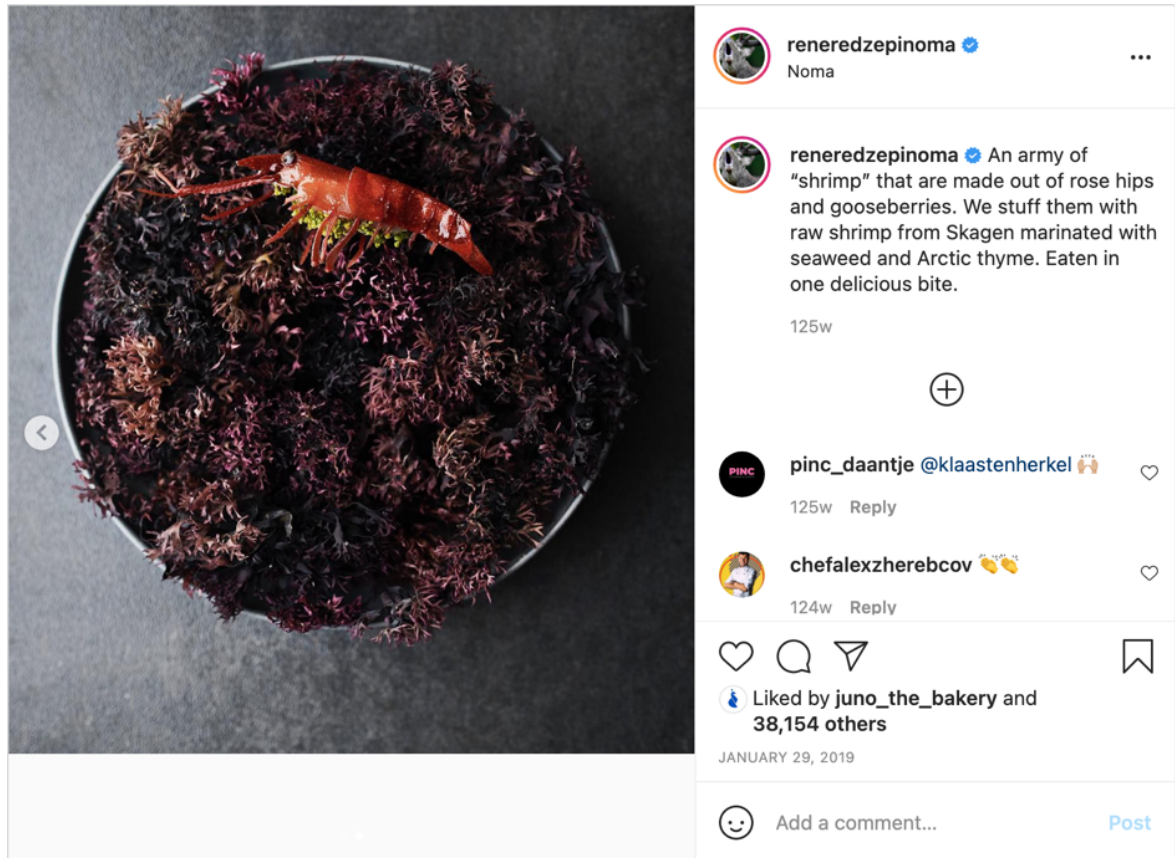 reneredzepinoma
Noma
reneredzepinoma An army of
“shrimp” that are made out of rose hips
and gooseberries. We stuff them with
raw shrimp from Skagen marinated with
seaweed and Arctic thyme. Eaten in
one delicious bite.
125w
PINC
pinc_daantje @klaastenherkel 🙌🏼
125w Reply
chefalexzherebcov 👏👏
124w Reply
Liked by juno_the_bakery and
38,154 others
JANUARY 29, 2019
Add a comment... Post